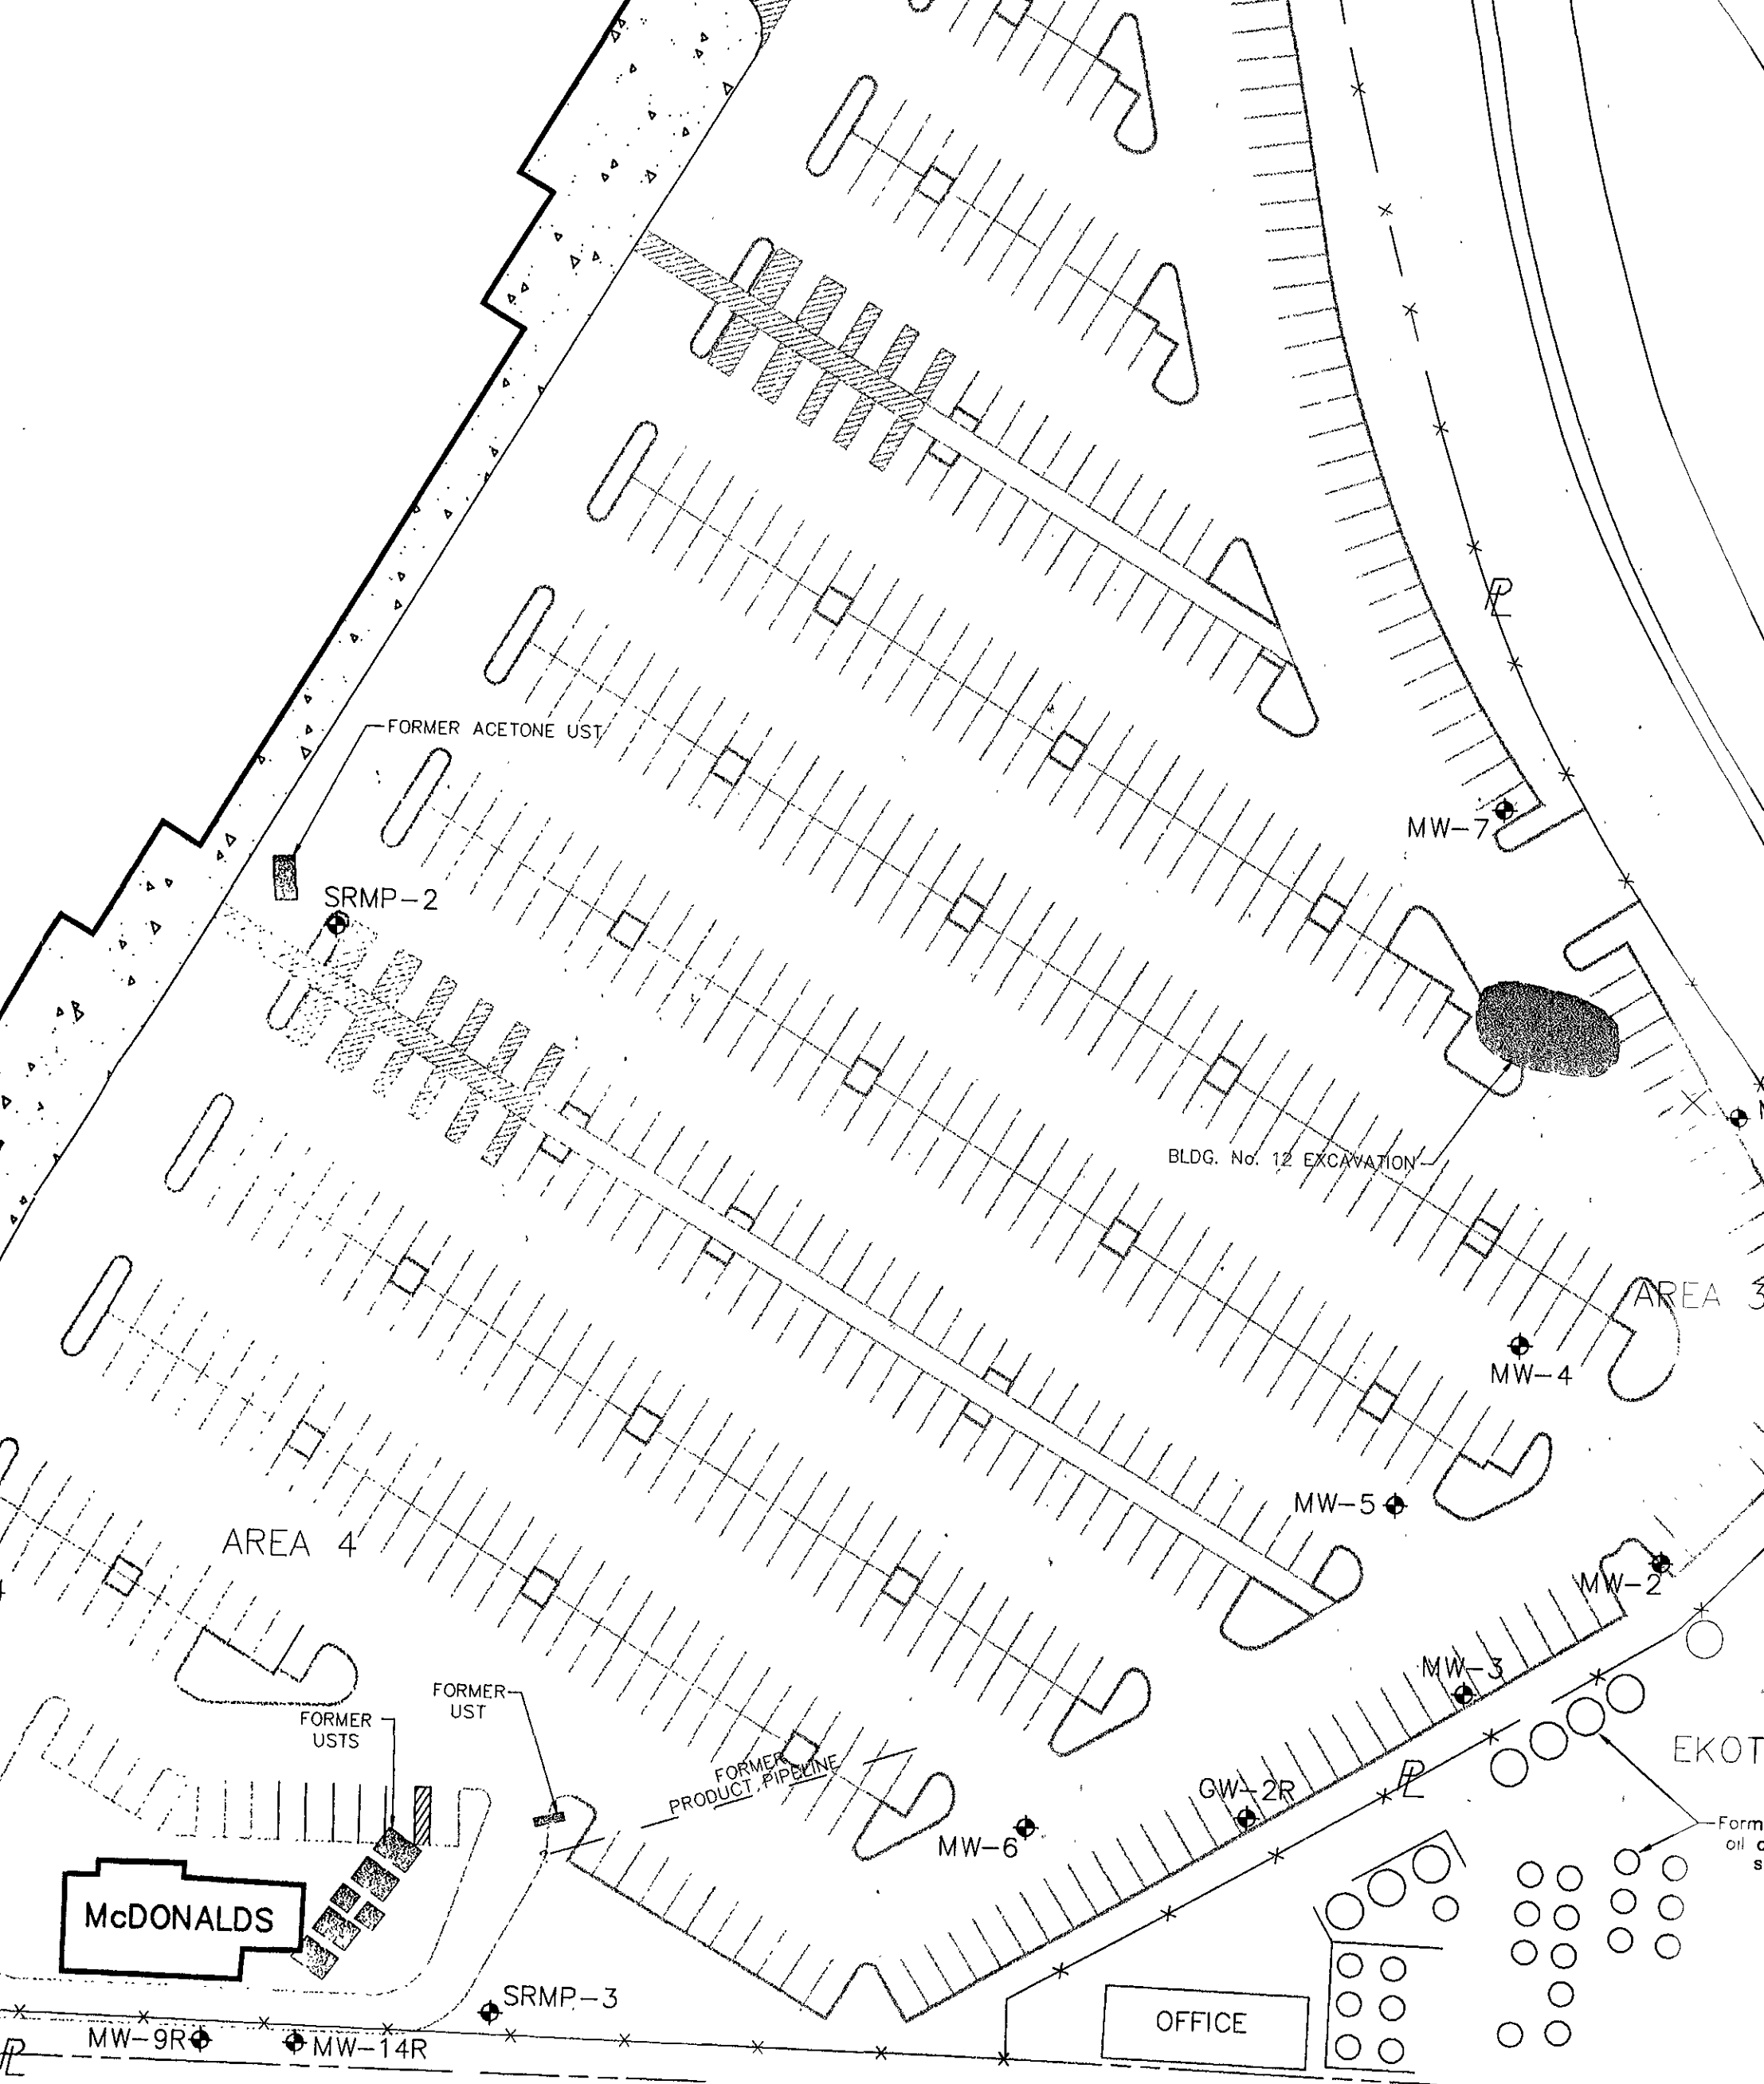 FORMER ACETONE UST
MW-7
SRMP-2
BLDG. No. 12 EXCAVATION
AREA 3
MW-4
MW-5
AREA 4
MW-2
MW-3
FORMER
UST
FORMER
USTS
FORMER
PRODUCT PIPELINE
EKOT
GW-2R
MW-6
Form
oil
McDONALDS
SRMP-3
OFFICE
MW-9R
MW-14R